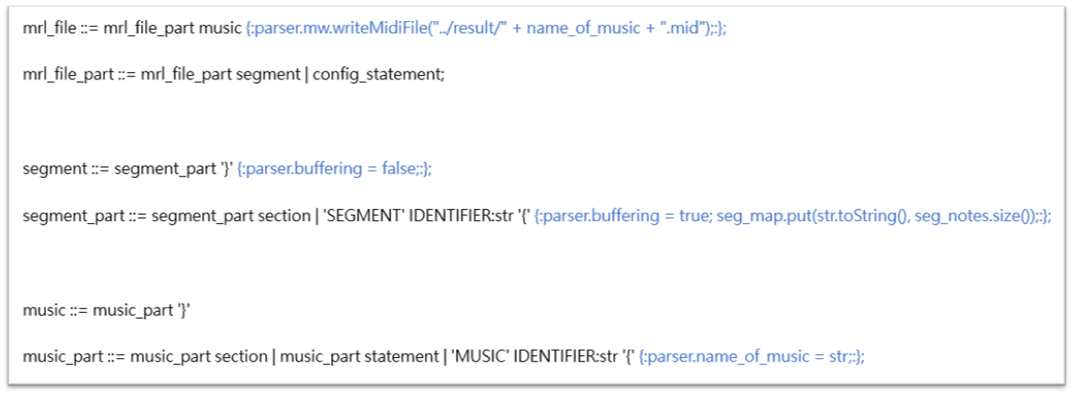 mrl_file ::= mrl_file_part music {:parser.mw.writeMidiFile("../result/" + name_of_music + ".mid");:};
mrl_file_part ::= mrl_file_part segment | config_statement;
segment ::= segment_part '}' {:parser.buffering = false;:};
segment_part ::= segment_part section | 'SEGMENT' IDENTIFIER:str '{' {:parser.buffering = true; seg_map.put(str.toString(), seg_notes.size());:};
music ::= music_part '}'
music_part ::= music_part section | music_part statement | 'MUSIC' IDENTIFIER:str '{' {:parser.name_of_music = str;:};